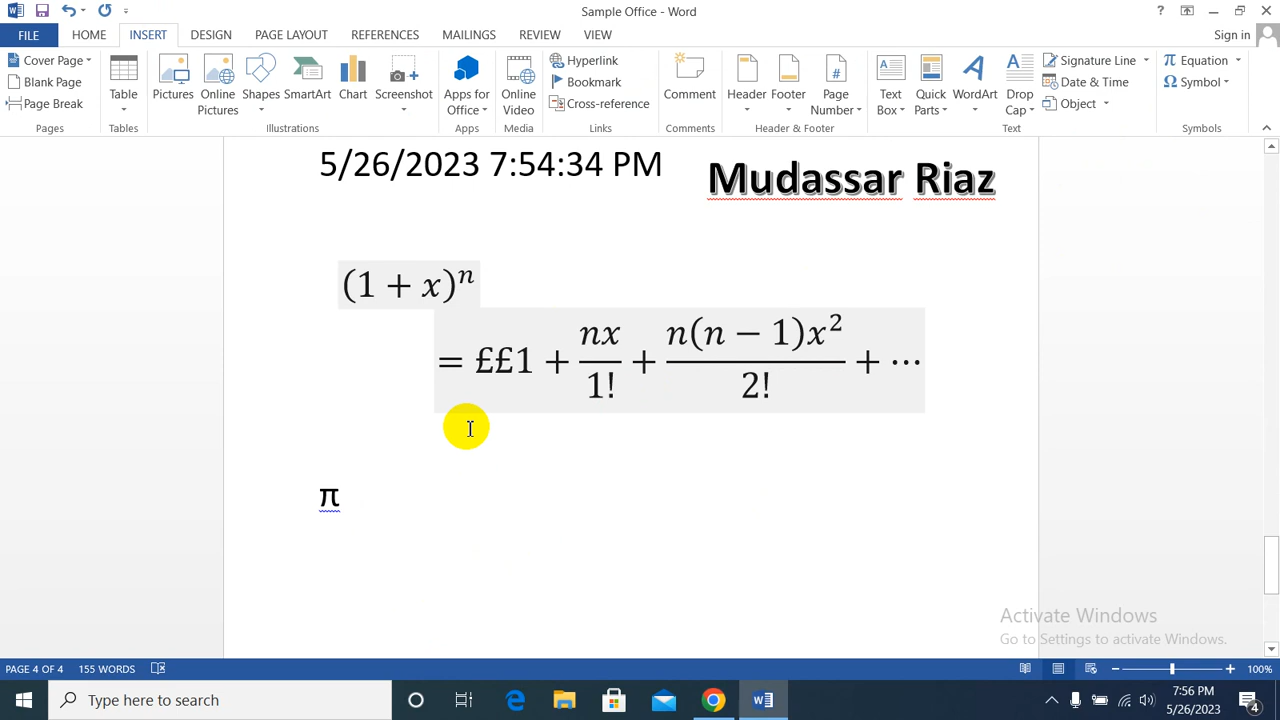 Sample Office - Word
?
FILE HOME INSERT DESIGN PAGE LAYOUT REFERENCES MAILINGS REVIEW VIEW Sign in
Cover Page
Blank Page
Page Break
Pages
Table
Tables
Pictures
Online Pictures
Shapes
SmartArt
Chart
Screenshot
Illustrations
Apps for Office
Apps
Online Video
Media
Hyperlink
Bookmark
Cross-reference
Links
Comment
Comments
Header
Footer
Page Number
Header & Footer
Text Box
Quick Parts
WordArt
Drop Cap
Signature Line
Date & Time
Object
Text
π Equation
Ω Symbol
Symbols
5/26/2023 7:54:34 PM
Mudassar Riaz
(1 + x)^n
= ££1 + nx/1! + n(n − 1)x^2/2! + ⋯
π
Activate Windows
Go to Settings to activate Windows.
PAGE 4 OF 4 155 WORDS 100%
Type here to search
7:56 PM
5/26/2023
4